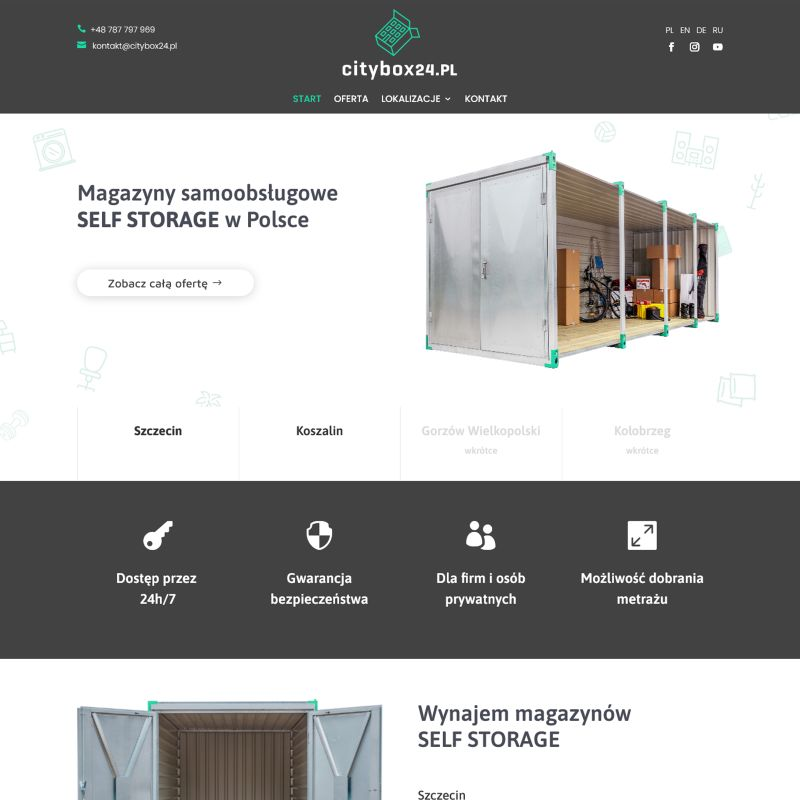 +48 787 797 969
kontakt@citybox24.pl
citybox24.PL
PL EN DE RU
START OFERTA LOKALIZACJE KONTAKT
Magazyny samoobsługowe
SELF STORAGE w Polsce
Zobacz całą ofertę →
Szczecin
Koszalin
Gorzów Wielkopolski
wkrótce
Kołobrzeg
wkrótce
Dostęp przez
24h/7
Gwarancja
bezpieczeństwa
Dla firm i osób
prywatnych
Możliwość dobrania
metrażu
Wynajem magazynów
SELF STORAGE
Szczecin